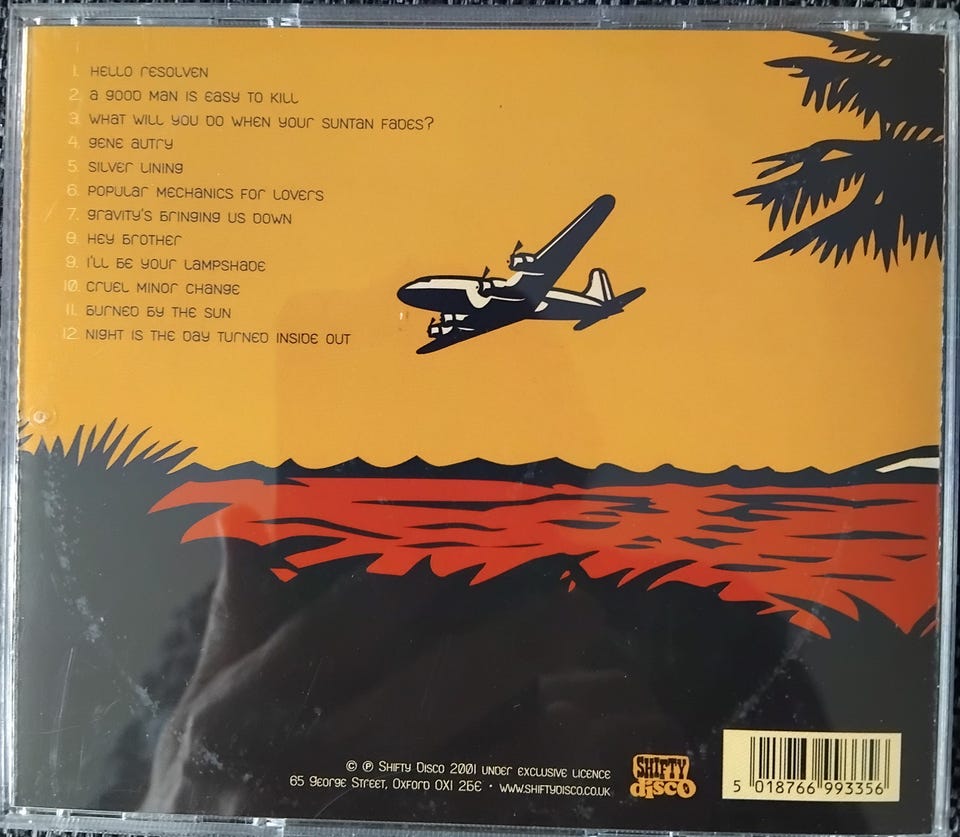 1. Hello Resolven
2. A Good Man Is Easy To Kill
3. What Will You Do When Your Suntan Fades?
4. Gene Autry
5. Silver Lining
6. Popular Mechanics For Lovers
7. Gravity's Bringing Us Down
8. Hey Brother
9. I'll Be Your Lampshade
10. Cruel Minor Change
11. Burned By The Sun
12. Night Is The Day Turned Inside Out
© ℗ Shifty Disco 2001 under exclusive licence
65 George Street, Oxford OX1 2BE • www.shiftydisco.co.uk
SHIFTY
disco
5 018766 993356